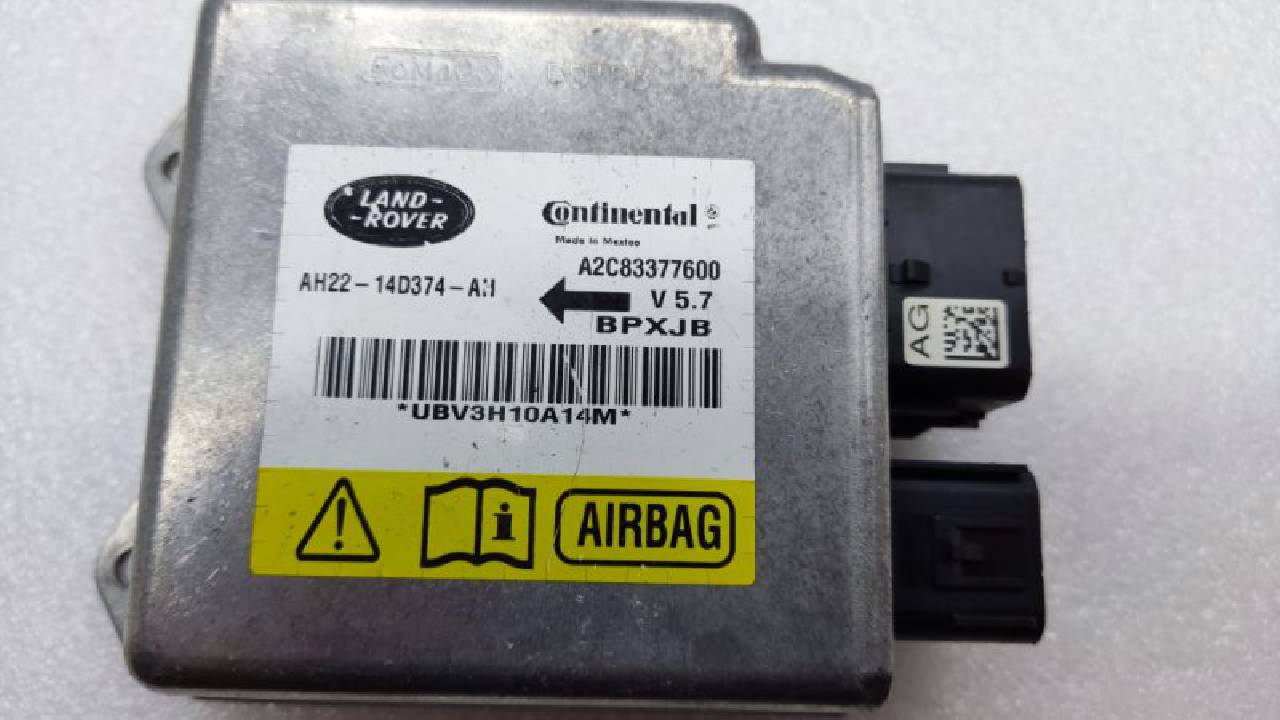 LAND-
-ROVER
Continental
Made in Mexico
A2C83377600
AH22-14D374-AH
V 5.7
BPXJB
*UBV3H10A14M*
AG
i
AIRBAG